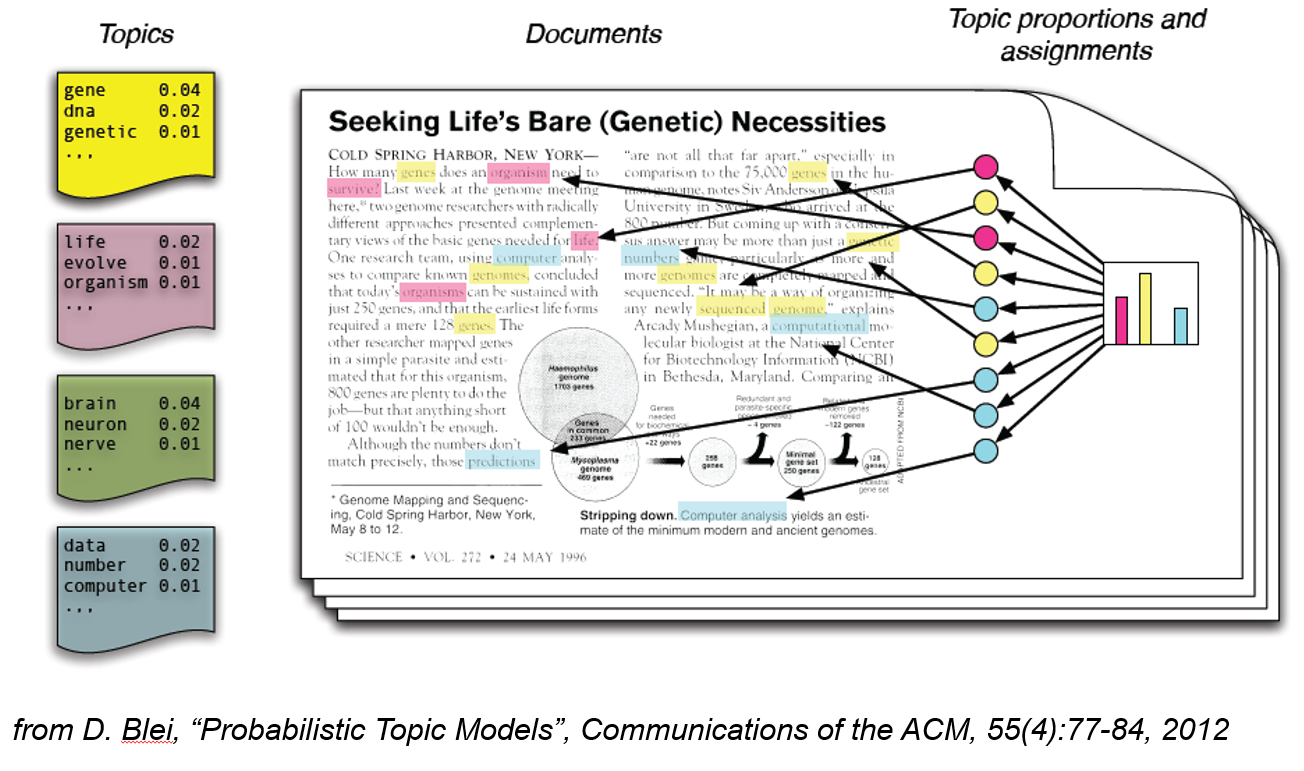 Topics
Documents
Topic proportions and
assignments
gene 0.04
dna 0.02
genetic 0.01
.,,
life 0.02
evolve 0.01
organism 0.01
.,,
brain 0.04
neuron 0.02
nerve 0.01
...
data 0.02
number 0.02
computer 0.01
.,,
Seeking Life's Bare (Genetic) Necessities
COLD SPRING HARBOR, NEW YORK—
How many genes does an organism need to
survive? Last week at the genome meeting
here,* two genome researchers with radically
different approaches presented complemen-
tary views of the basic genes needed for life.
One research team, using computer analy-
ses to compare known genomes, concluded
that today's organisms can be sustained with
just 250 genes, and that the earliest life forms
required a mere 128 genes. The
other researcher mapped genes
in a simple parasite and esti-
mated that for this organism,
800 genes are plenty to do the
job—but that anything short
of 100 wouldn't be enough.
Although the numbers don't
match precisely, those predictions
* Genome Mapping and Sequenc-
ing, Cold Spring Harbor, New York,
May 8 to 12.
"are not all that far apart," especially in
comparison to the 75,000 genes in the hu-
man genome, notes Siv Andersson
University in Sweden, who arrived at the
800 number. But coming up with a consen-
sus answer may be more than just a genetic
numbers game, particularly as more and
more genomes are completely mapped and
sequenced. "It may be a way of organizing
any newly sequenced genome," explains
Arcady Mushegian, a computational mo-
lecular biologist at the National Center
for Biotechnology Information (NCBI)
in Bethesda, Maryland. Comparing an
Haemophilus
genome
1703 genes
Genes
in common
233 genes
Mycoplasma
genome
469 genes
Genes
needed
for biochemical
+22 genes
256
genes
Redundant and
parasite-specific
– 4 genes
Minimal
gene set
250 genes
modern genes
removed
–122 genes
128
genes
gene set
ADAPTED FROM NCBI
Stripping down. Computer analysis yields an esti-
mate of the minimum modern and ancient genomes.
SCIENCE • VOL. 272 • 24 MAY 1996
from D. Blei, “Probabilistic Topic Models”, Communications of the ACM, 55(4):77-84, 2012